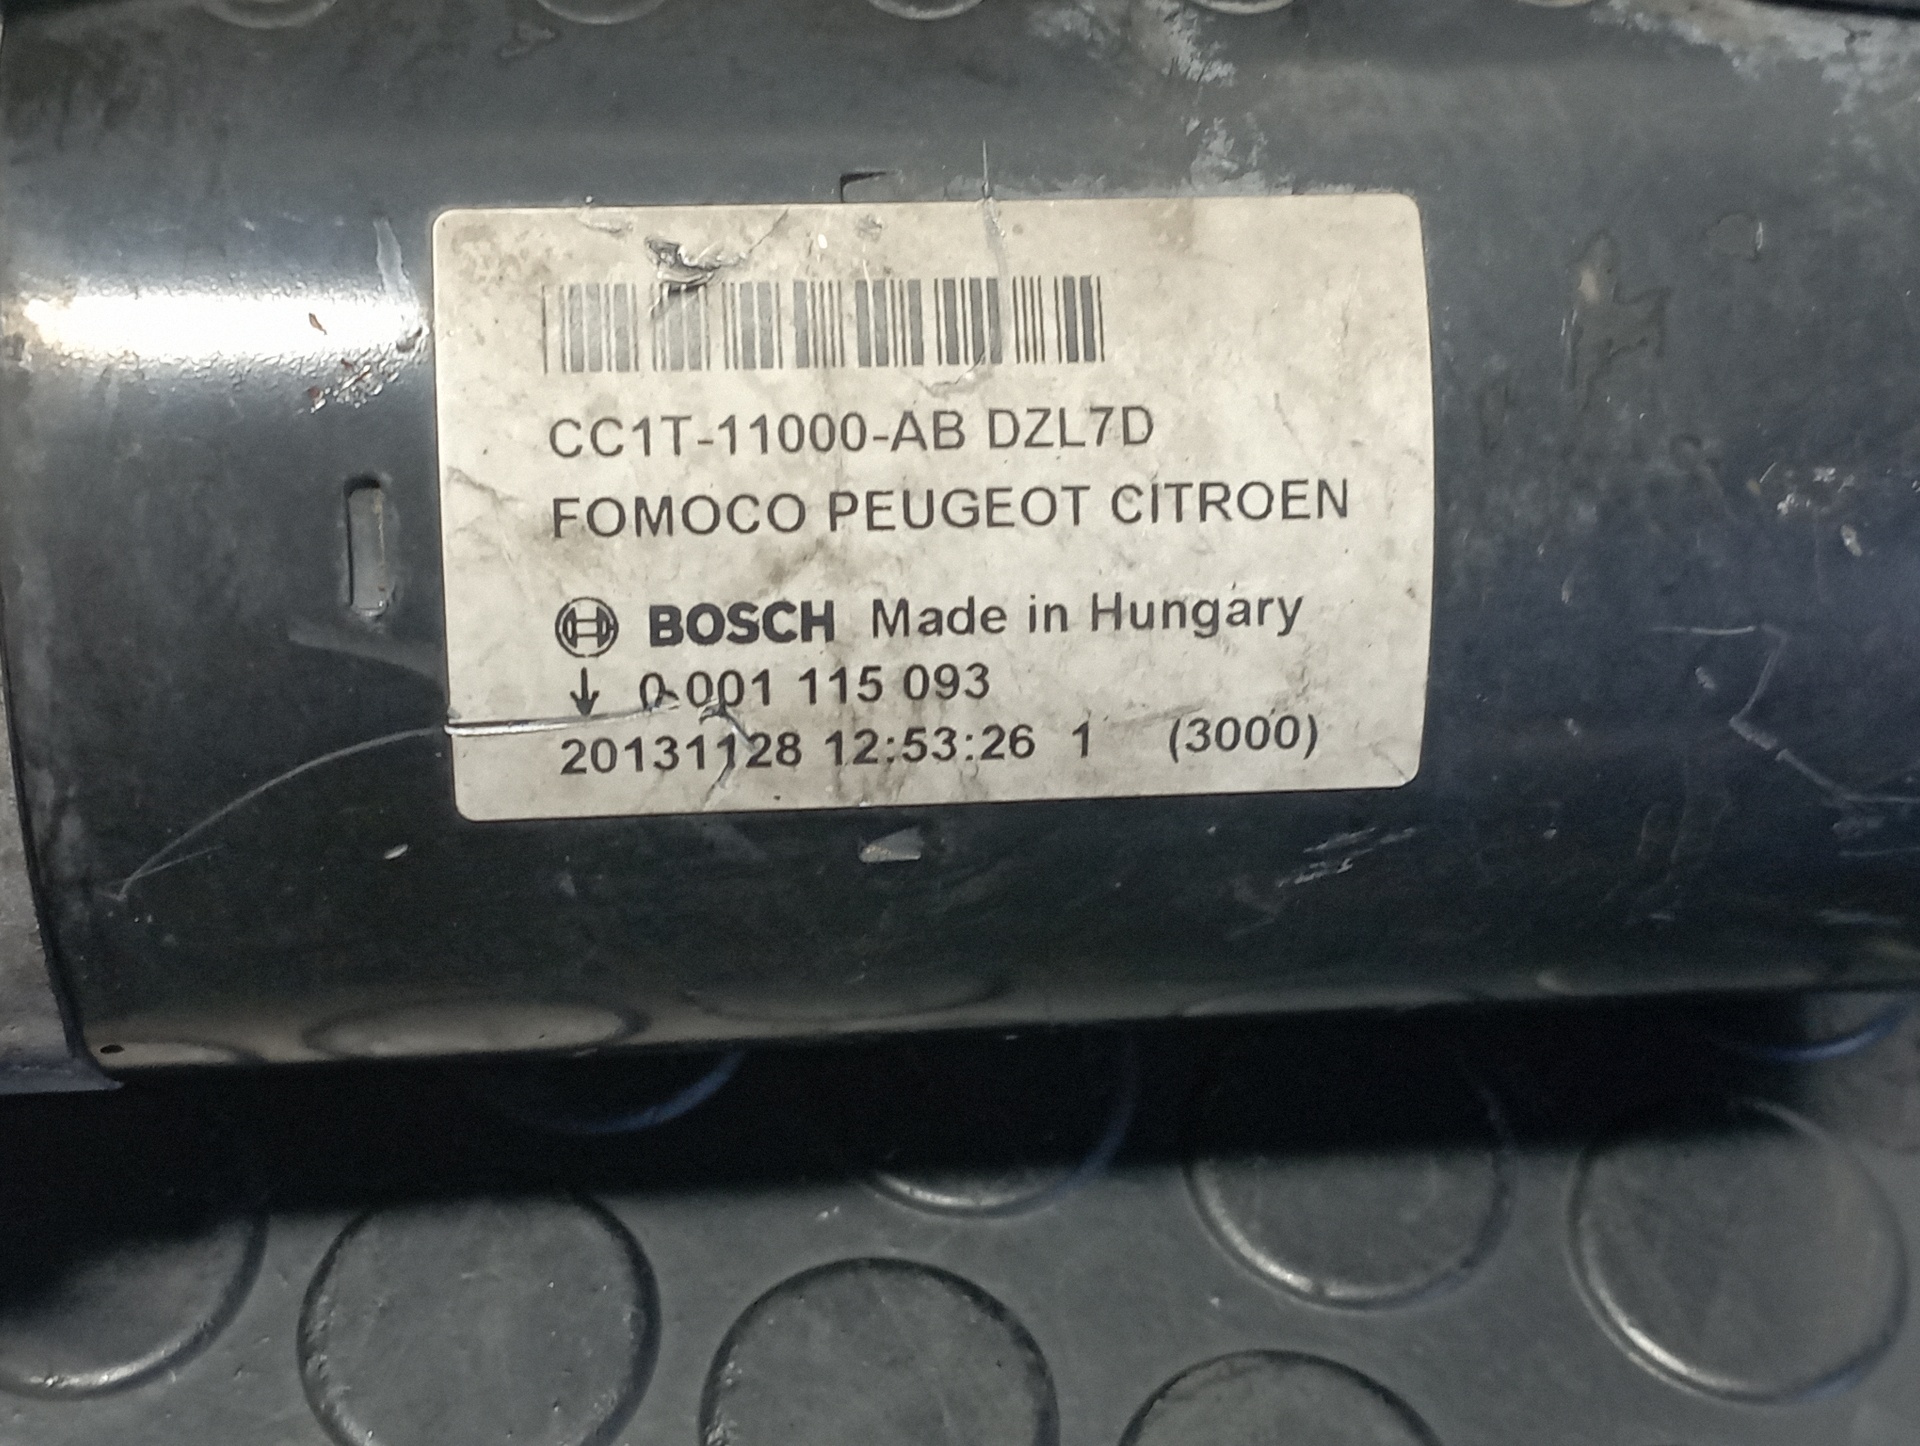 CC1T-11000-AB DZL7D
FOMOCO PEUGEOT CITROEN
BOSCH Made in Hungary
↓ 0 001 115 093
20131128 12:53:26 1 (3000)